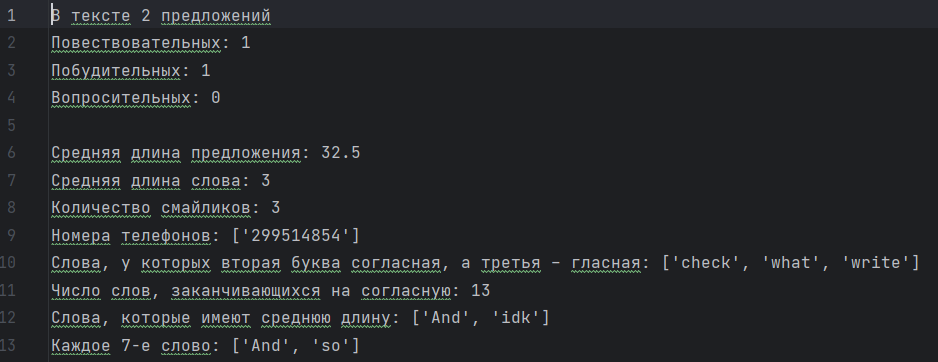 1 В тексте 2 предложений
2 Повествовательных: 1
3 Побудительных: 1
4 Вопросительных: 0
5
6 Средняя длина предложения: 32.5
7 Средняя длина слова: 3
8 Количество смайликов: 3
9 Номера телефонов: ['299514854']
10 Слова, у которых вторая буква согласная, а третья – гласная: ['check', 'what', 'write']
11 Число слов, заканчивающихся на согласную: 13
12 Слова, которые имеют среднюю длину: ['And', 'idk']
13 Каждое 7-е слово: ['And', 'so']